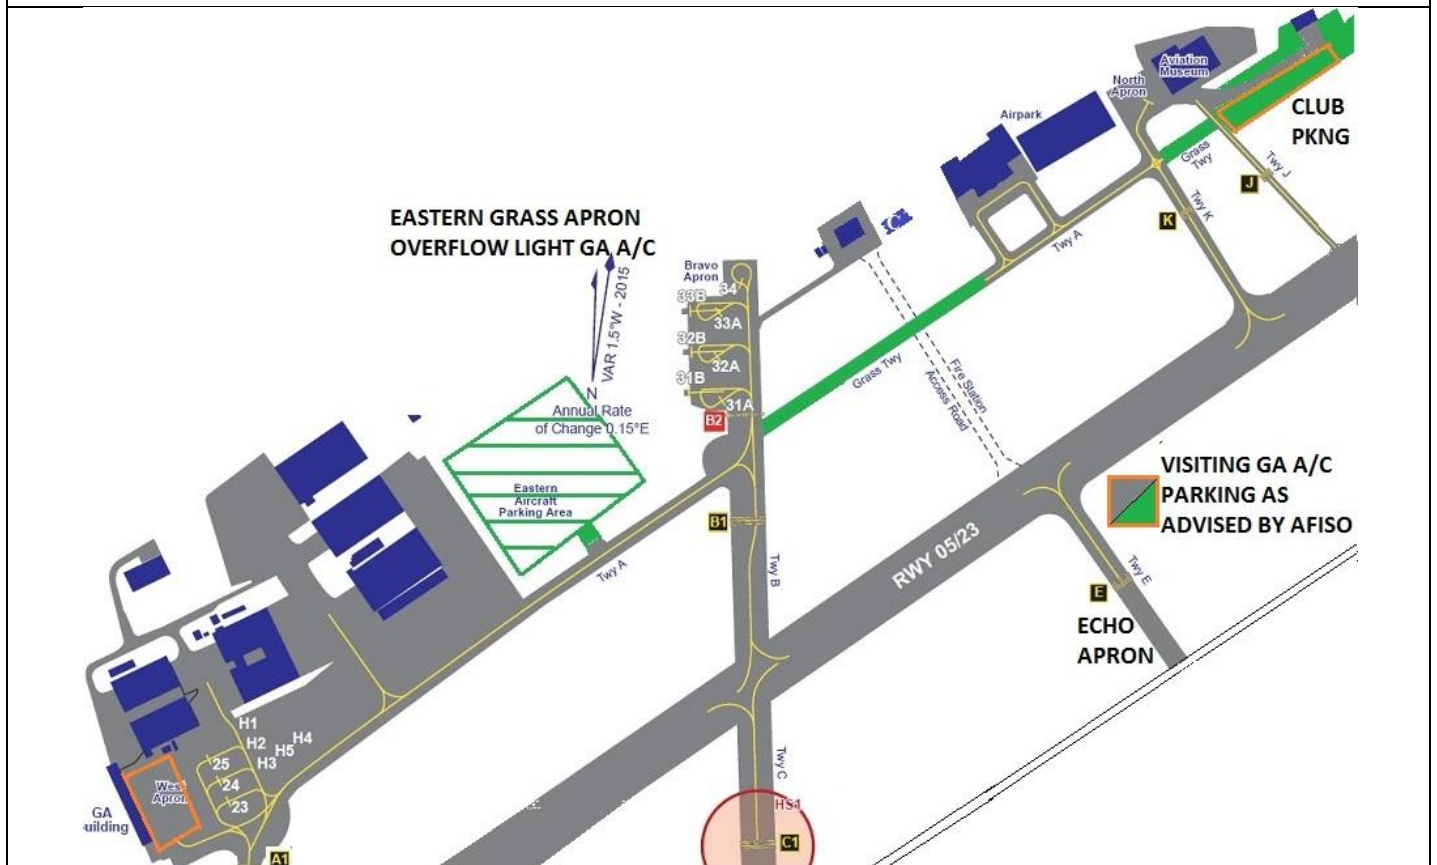 Aviation
Museum
North
Apron
CLUB
PKNG
Airpark
Grass
Twy
Twy J
J
Twy K
K
Twy A
EASTERN GRASS APRON
OVERFLOW LIGHT GA A/C
VAR 1.5°W - 2015
N
Annual Rate
of Change 0.15°E
Bravo
Apron
34
33B
33A
32B
32A
31B
31A
B2
Grass Twy
Fire Station
Access Road
VISITING GA A/C
PARKING AS
ADVISED BY AFISO
Eastern
Aircraft
Parking Area
B1
Twy A
Twy B
RWY 05/23
Twy E
E
ECHO
APRON
H1
H2
H5
H4
H3
25
24
23
West
Apron
GA
uilding
A1
Twy C
HS1
C1